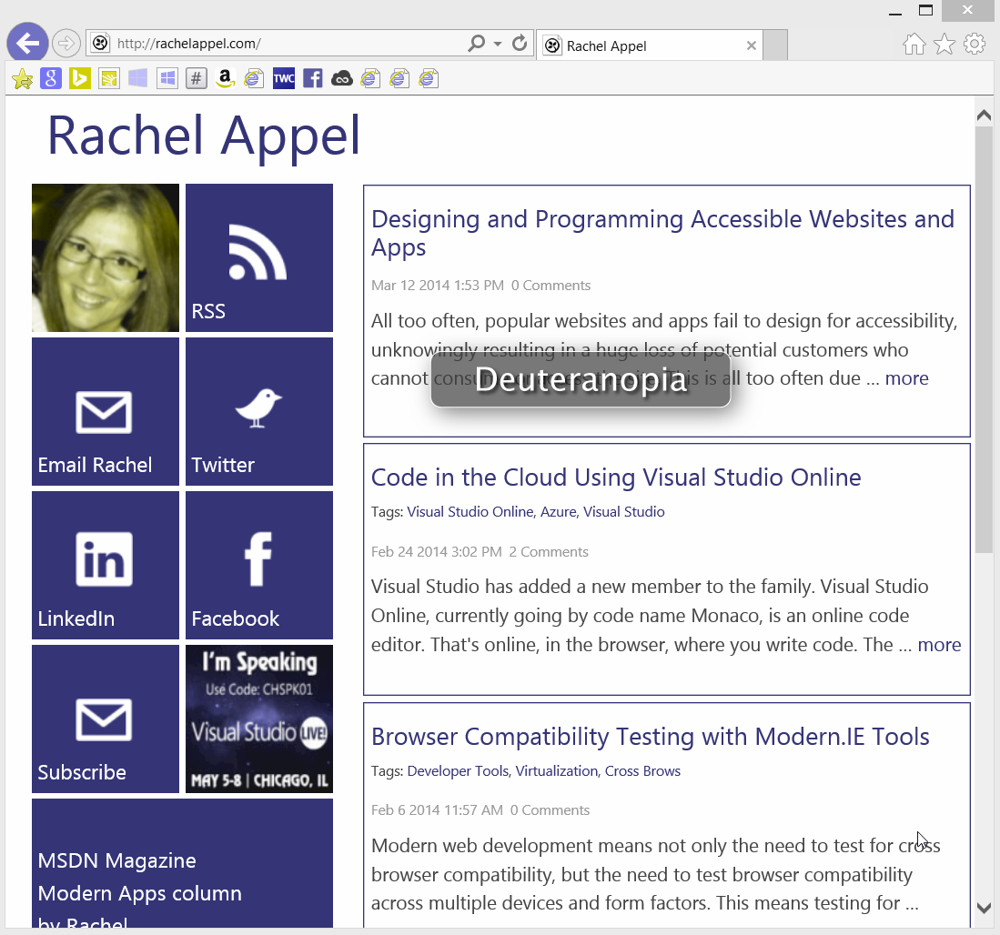 http://rachelappel.com/
Rachel Appel
g
#
a
TWC
f
Rachel Appel
RSS
Email Rachel
Twitter
in
LinkedIn
f
Facebook
Subscribe
I'm Speaking
Use Code: CHSPK01
Visual Studio LIVE!
MAY 5-8 | CHICAGO, IL
MSDN Magazine
Modern Apps column
by Rachel
Designing and Programming Accessible Websites and
Apps
Mar 12 2014 1:53 PM 0 Comments
All too often, popular websites and apps fail to design for accessibility,
unknowingly resulting in a huge loss of potential customers who
cannot This is all too often due ... more
Deuteranopia
Code in the Cloud Using Visual Studio Online
Tags: Visual Studio Online, Azure, Visual Studio
Feb 24 2014 3:02 PM 2 Comments
Visual Studio has added a new member to the family. Visual Studio
Online, currently going by code name Monaco, is an online code
editor. That's online, in the browser, where you write code. The ... more
Browser Compatibility Testing with Modern.IE Tools
Tags: Developer Tools, Virtualization, Cross Brows
Feb 6 2014 11:57 AM 0 Comments
Modern web development means not only the need to test for cross
browser compatibility, but the need to test browser compatibility
across multiple devices and form factors. This means testing for ...